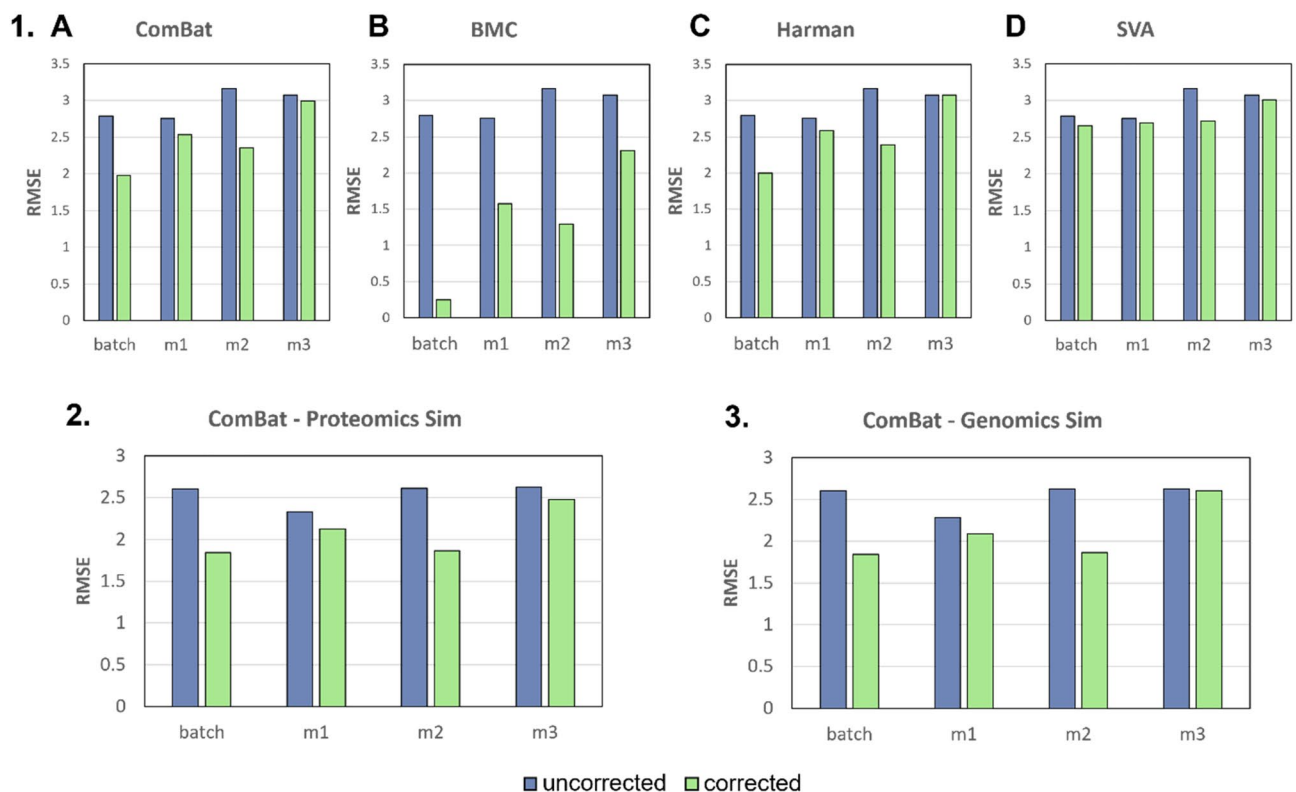 1. A ComBat
B BMC
C Harman
D SVA
RMSE
3.5
3
2.5
2
1.5
1
0.5
0
batch m1 m2 m3
RMSE
3.5
3
2.5
2
1.5
1
0.5
0
batch m1 m2 m3
RMSE
3.5
3
2.5
2
1.5
1
0.5
0
batch m1 m2 m3
RMSE
3.5
3
2.5
2
1.5
1
0.5
0
batch m1 m2 m3
2. ComBat - Proteomics Sim
RMSE
3
2.5
2
1.5
1
0.5
0
batch m1 m2 m3
3. ComBat - Genomics Sim
RMSE
3
2.5
2
1.5
1
0.5
0
batch m1 m2 m3
uncorrected corrected